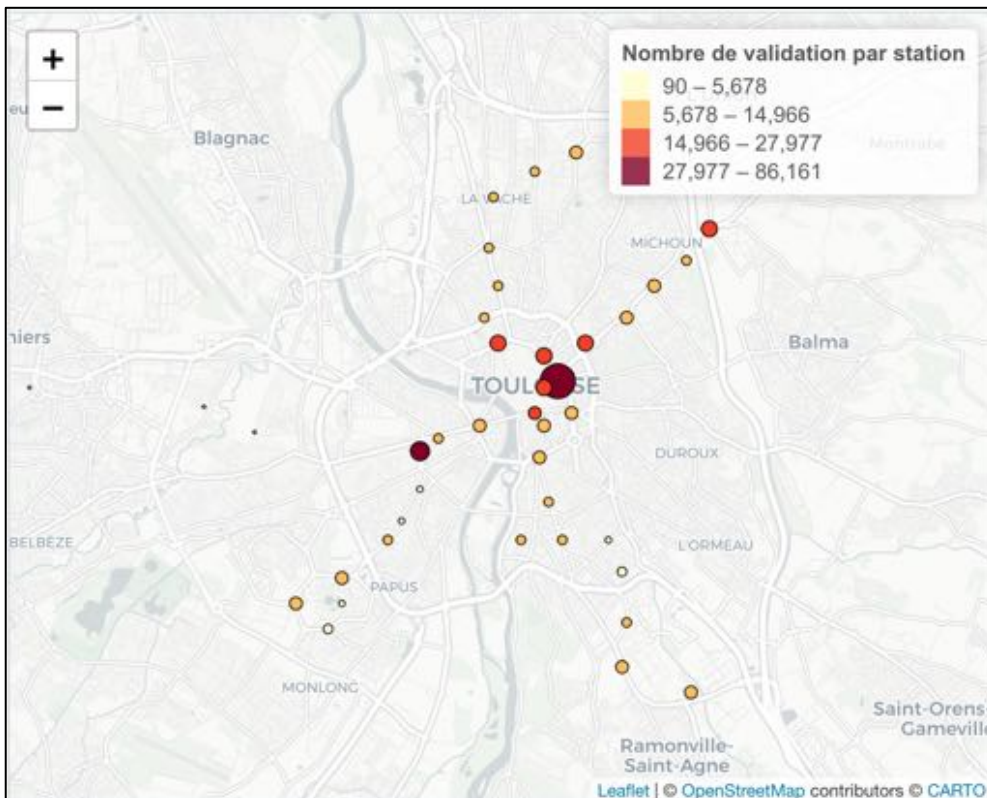 +
−
Nombre de validation par station
90 – 5,678
5,678 – 14,966
14,966 – 27,977
27,977 – 86,161
Blagnac
Montrabé
LA VACHE
MICHOUN
hiers
Balma
TOULOUSE
DUROUX
BELBÈZE
L'ORMEAU
PAPUS
MONLONG
Saint-Orens-
Gameville
Ramonville-
Saint-Agne
Leaflet | © OpenStreetMap contributors © CARTO